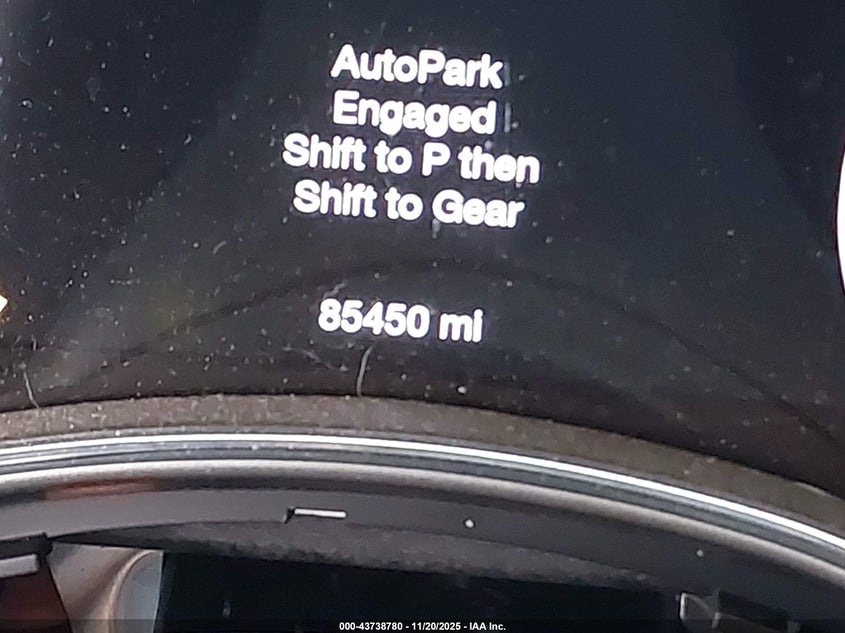 AutoPark
Engaged
Shift to P then
Shift to Gear
85450 mi
000-43738780 - 11/20/2025 - IAA Inc.